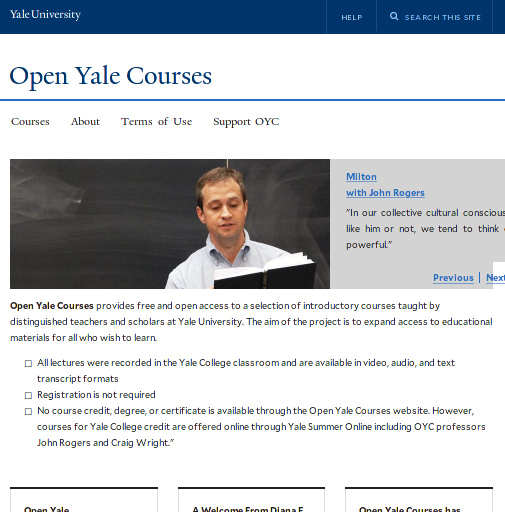 Yale University
HELP
SEARCH THIS SITE
Open Yale Courses
Courses About Terms of Use Support OYC
Milton
with John Rogers
"In our collective cultural
like him or not, we tend to think
powerful."
Previous | Next
Open Yale Courses provides free and open access to a selection of introductory courses taught by
distinguished teachers and scholars at Yale University. The aim of the project is to expand access to educational
materials for all who wish to learn.
All lectures were recorded in the Yale College classroom and are available in video, audio, and text
transcript formats
Registration is not required
No course credit, degree, or certificate is available through the Open Yale Courses website. However,
courses for Yale College credit are offered online through Yale Summer Online including OYC professors
John Rogers and Craig Wright."
Open Yale
A Welcome From Diana E.
Open Yale Courses has